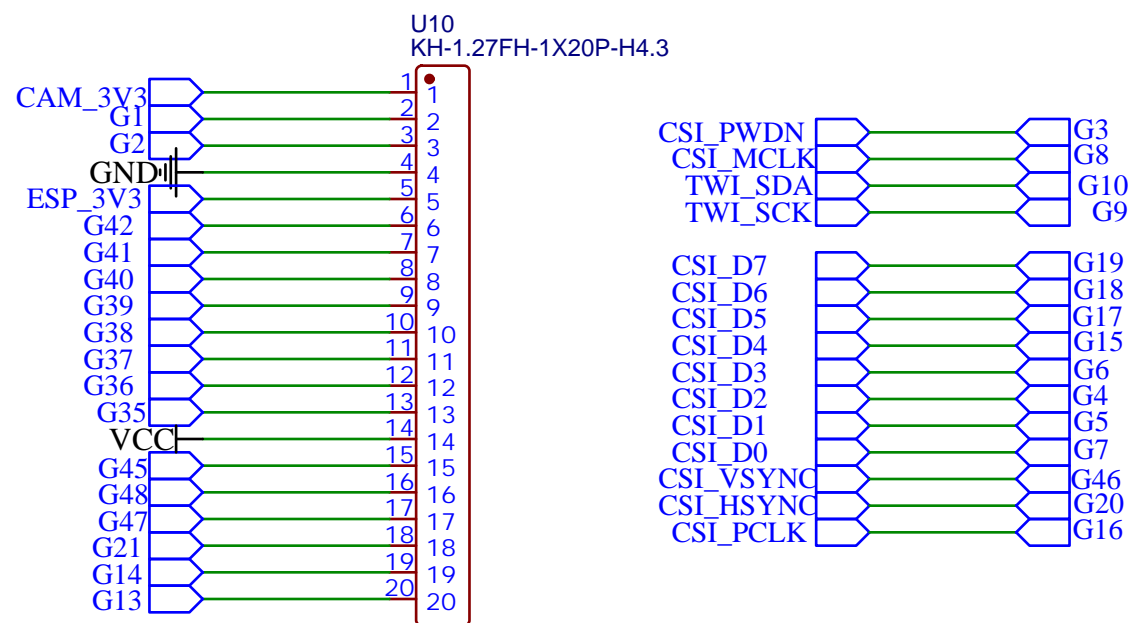 U10
KH-1.27FH-1X20P-H4.3
CAM_3V3 1 1
G1 2 2
G2 3 3
GND 4 4
ESP_3V3 5 5
G42 6 6
G41 7 7
G40 8 8
G39 9 9
G38 10 10
G37 11 11
G36 12 12
G35 13 13
VCC 14 14
G45 15 15
G48 16 16
G47 17 17
G21 18 18
G14 19 19
G13 20 20
CSI_PWDN G3
CSI_MCLK G8
TWI_SDA G10
TWI_SCK G9
CSI_D7 G19
CSI_D6 G18
CSI_D5 G17
CSI_D4 G15
CSI_D3 G6
CSI_D2 G4
CSI_D1 G5
CSI_D0 G7
CSI_VSYNC G46
CSI_HSYNC G20
CSI_PCLK G16